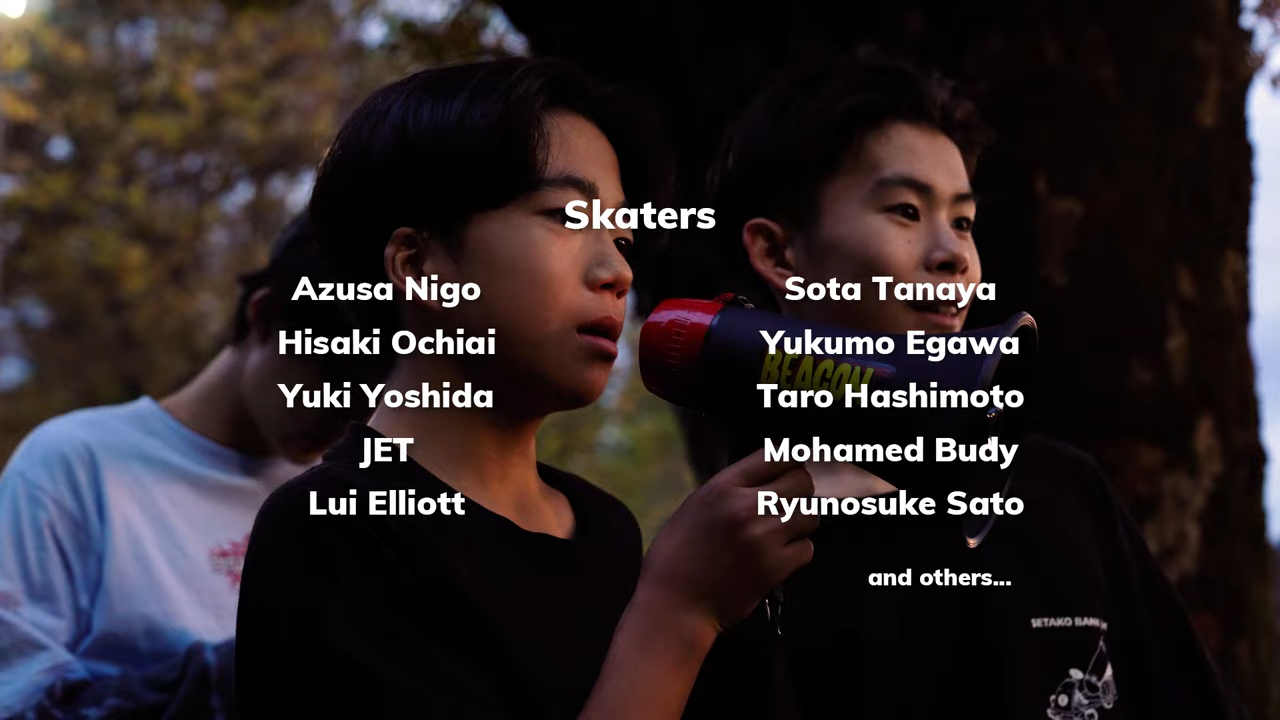 Skaters
Azusa Nigo
Hisaki Ochiai
Yuki Yoshida
JET
Lui Elliott
Sota Tanaya
Yukumo Egawa
Taro Hashimoto
Mohamed Budy
Ryunosuke Sato
and others...
BEACON
SETAKO